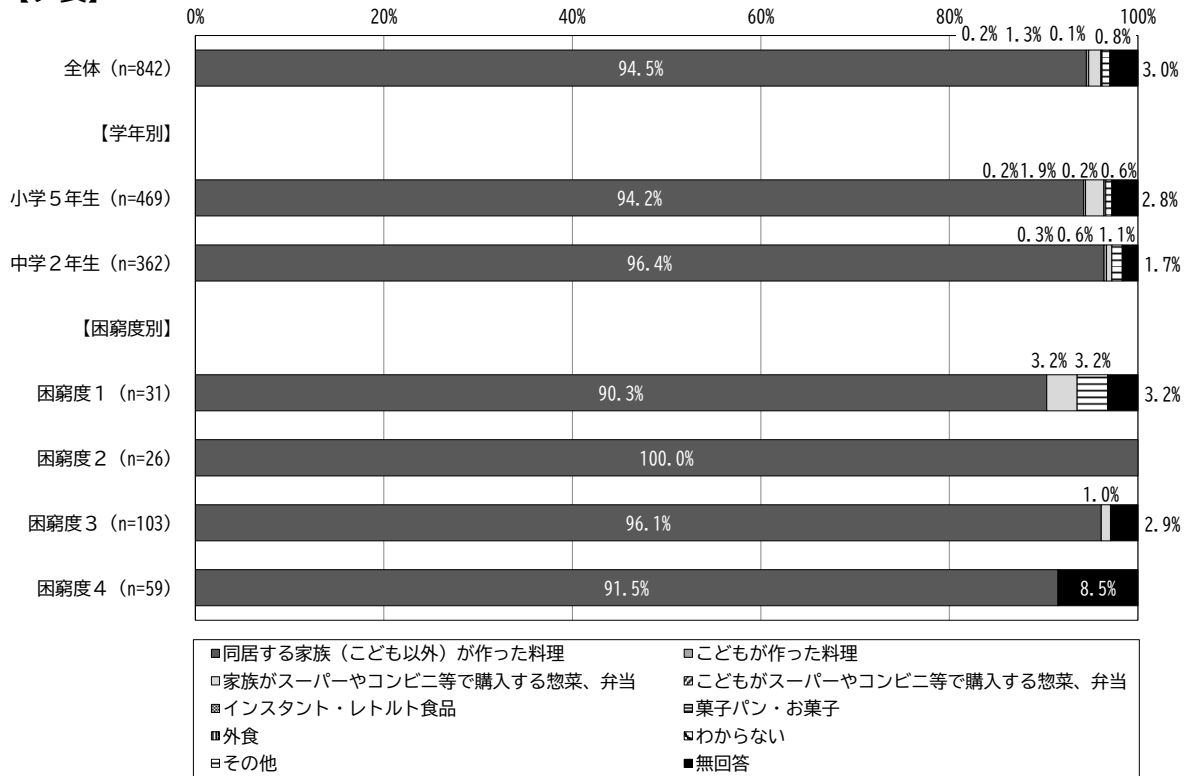 0% 20% 40% 60% 80% 100%
0.2% 1.3% 0.1% 0.8%
全体 (n=842) 94.5% 3.0%
【学年別】
0.2% 1.9% 0.2% 0.6%
小学５年生 (n=469) 94.2% 2.8%
0.3% 0.6% 1.1%
中学２年生 (n=362) 96.4% 1.7%
【困窮度別】
3.2% 3.2%
困窮度１ (n=31) 90.3% 3.2%
困窮度２ (n=26) 100.0%
1.0%
困窮度３ (n=103) 96.1% 2.9%
困窮度４ (n=59) 91.5% 8.5%
同居する家族（こども以外）が作った料理 こどもが作った料理
家族がスーパーやコンビニ等で購入する惣菜、弁当 こどもがスーパーやコンビニ等で購入する惣菜、弁当
インスタント・レトルト食品 菓子パン・お菓子
外食 わからない
その他 無回答